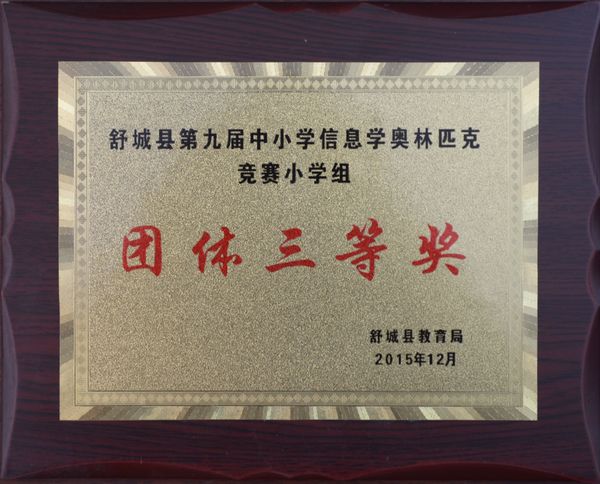 舒城县第九届中小学信息学奥林匹克
竞赛小学组
团体三等奖
舒城县教育局
2015年12月